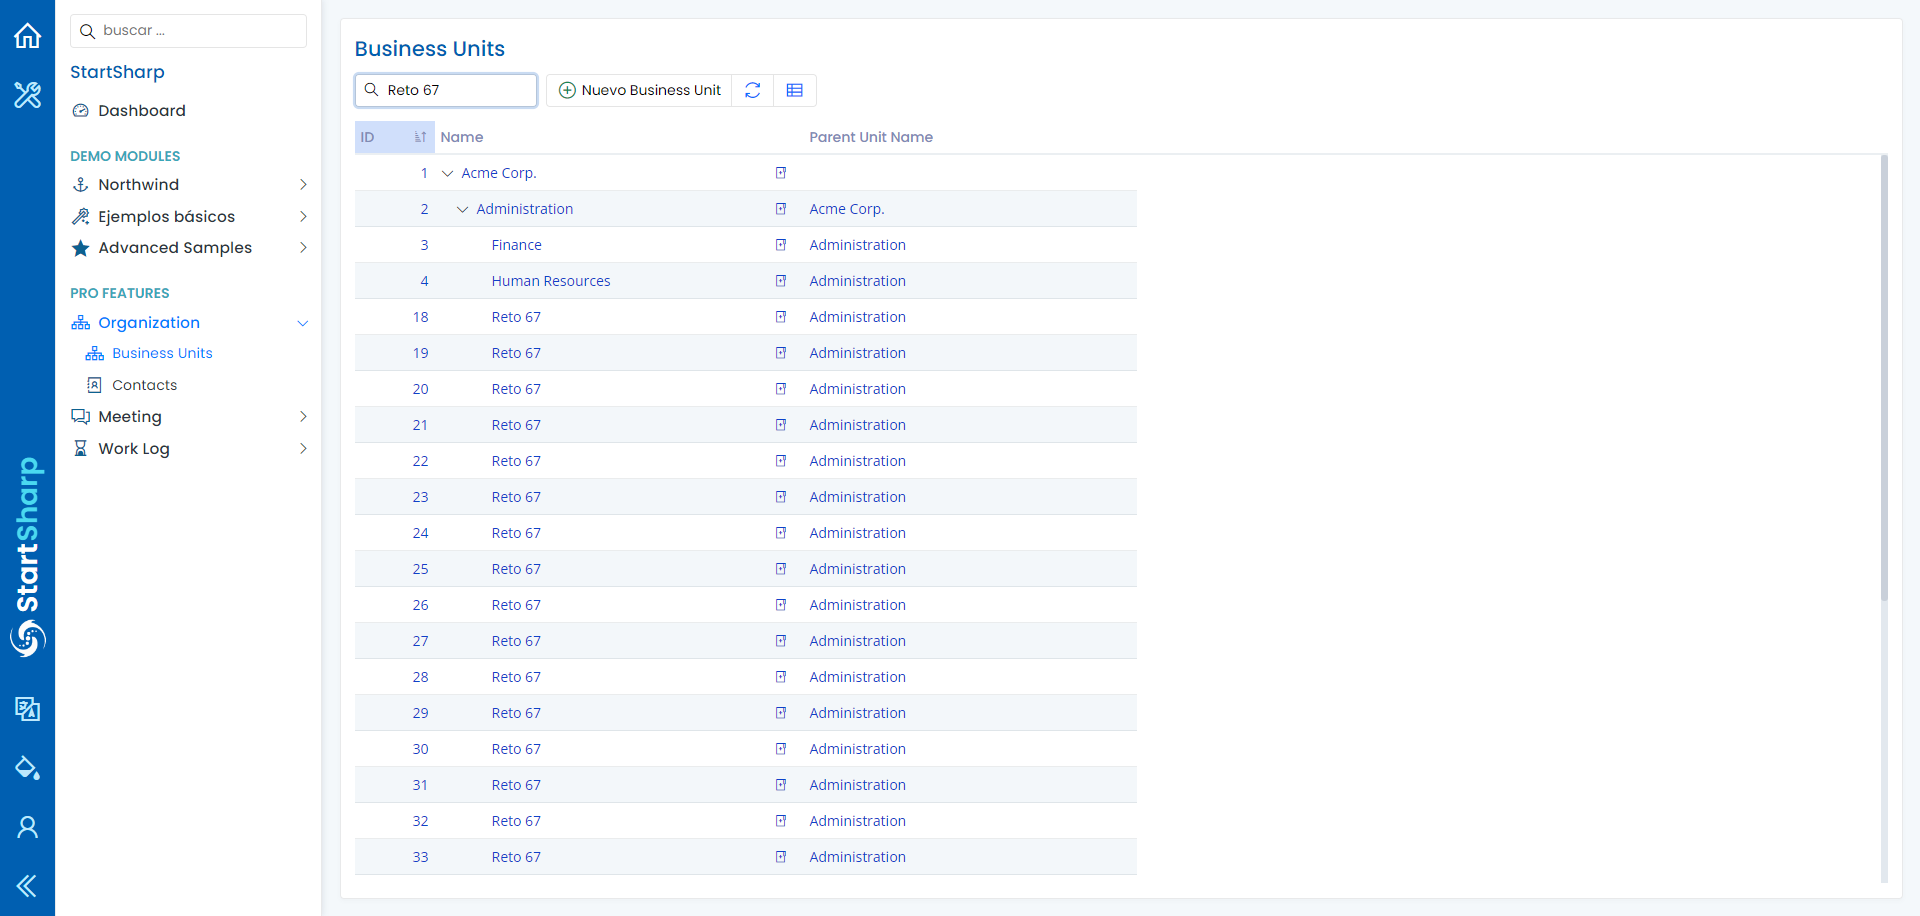 buscar ...
StartSharp
Dashboard
DEMO MODULES
Northwind
Ejemplos básicos
Advanced Samples
PRO FEATURES
Organization
Business Units
Contacts
Meeting
Work Log
StartSharp
Business Units
Reto 67 Nuevo Business Unit
ID Name Parent Unit Name
1 Acme Corp.
2 Administration Acme Corp.
3 Finance Administration
4 Human Resources Administration
18 Reto 67 Administration
19 Reto 67 Administration
20 Reto 67 Administration
21 Reto 67 Administration
22 Reto 67 Administration
23 Reto 67 Administration
24 Reto 67 Administration
25 Reto 67 Administration
26 Reto 67 Administration
27 Reto 67 Administration
28 Reto 67 Administration
29 Reto 67 Administration
30 Reto 67 Administration
31 Reto 67 Administration
32 Reto 67 Administration
33 Reto 67 Administration